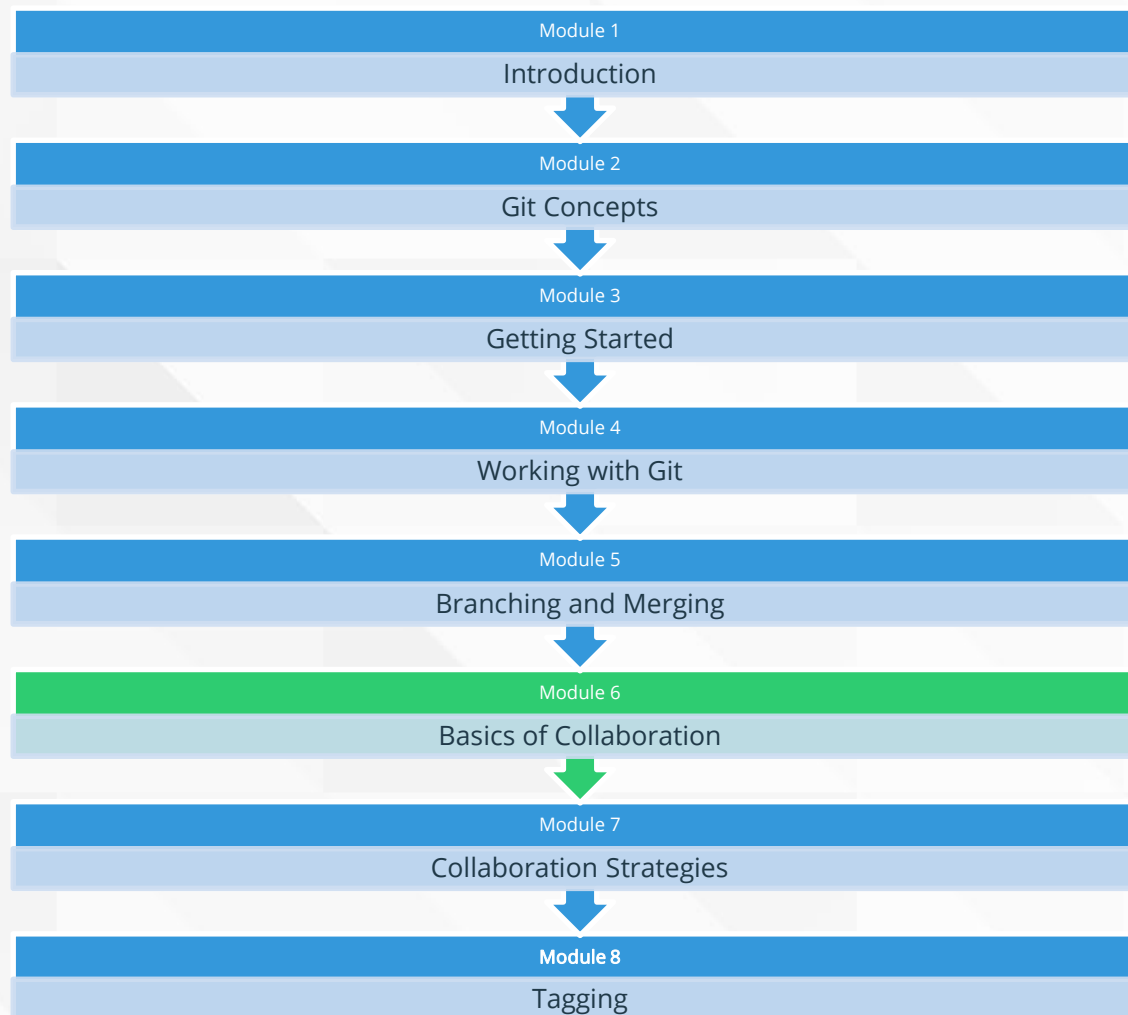 Module 1
Introduction
Module 2
Git Concepts
Module 3
Getting Started
Module 4
Working with Git
Module 5
Branching and Merging
Module 6
Basics of Collaboration
Module 7
Collaboration Strategies
Module 8
Tagging